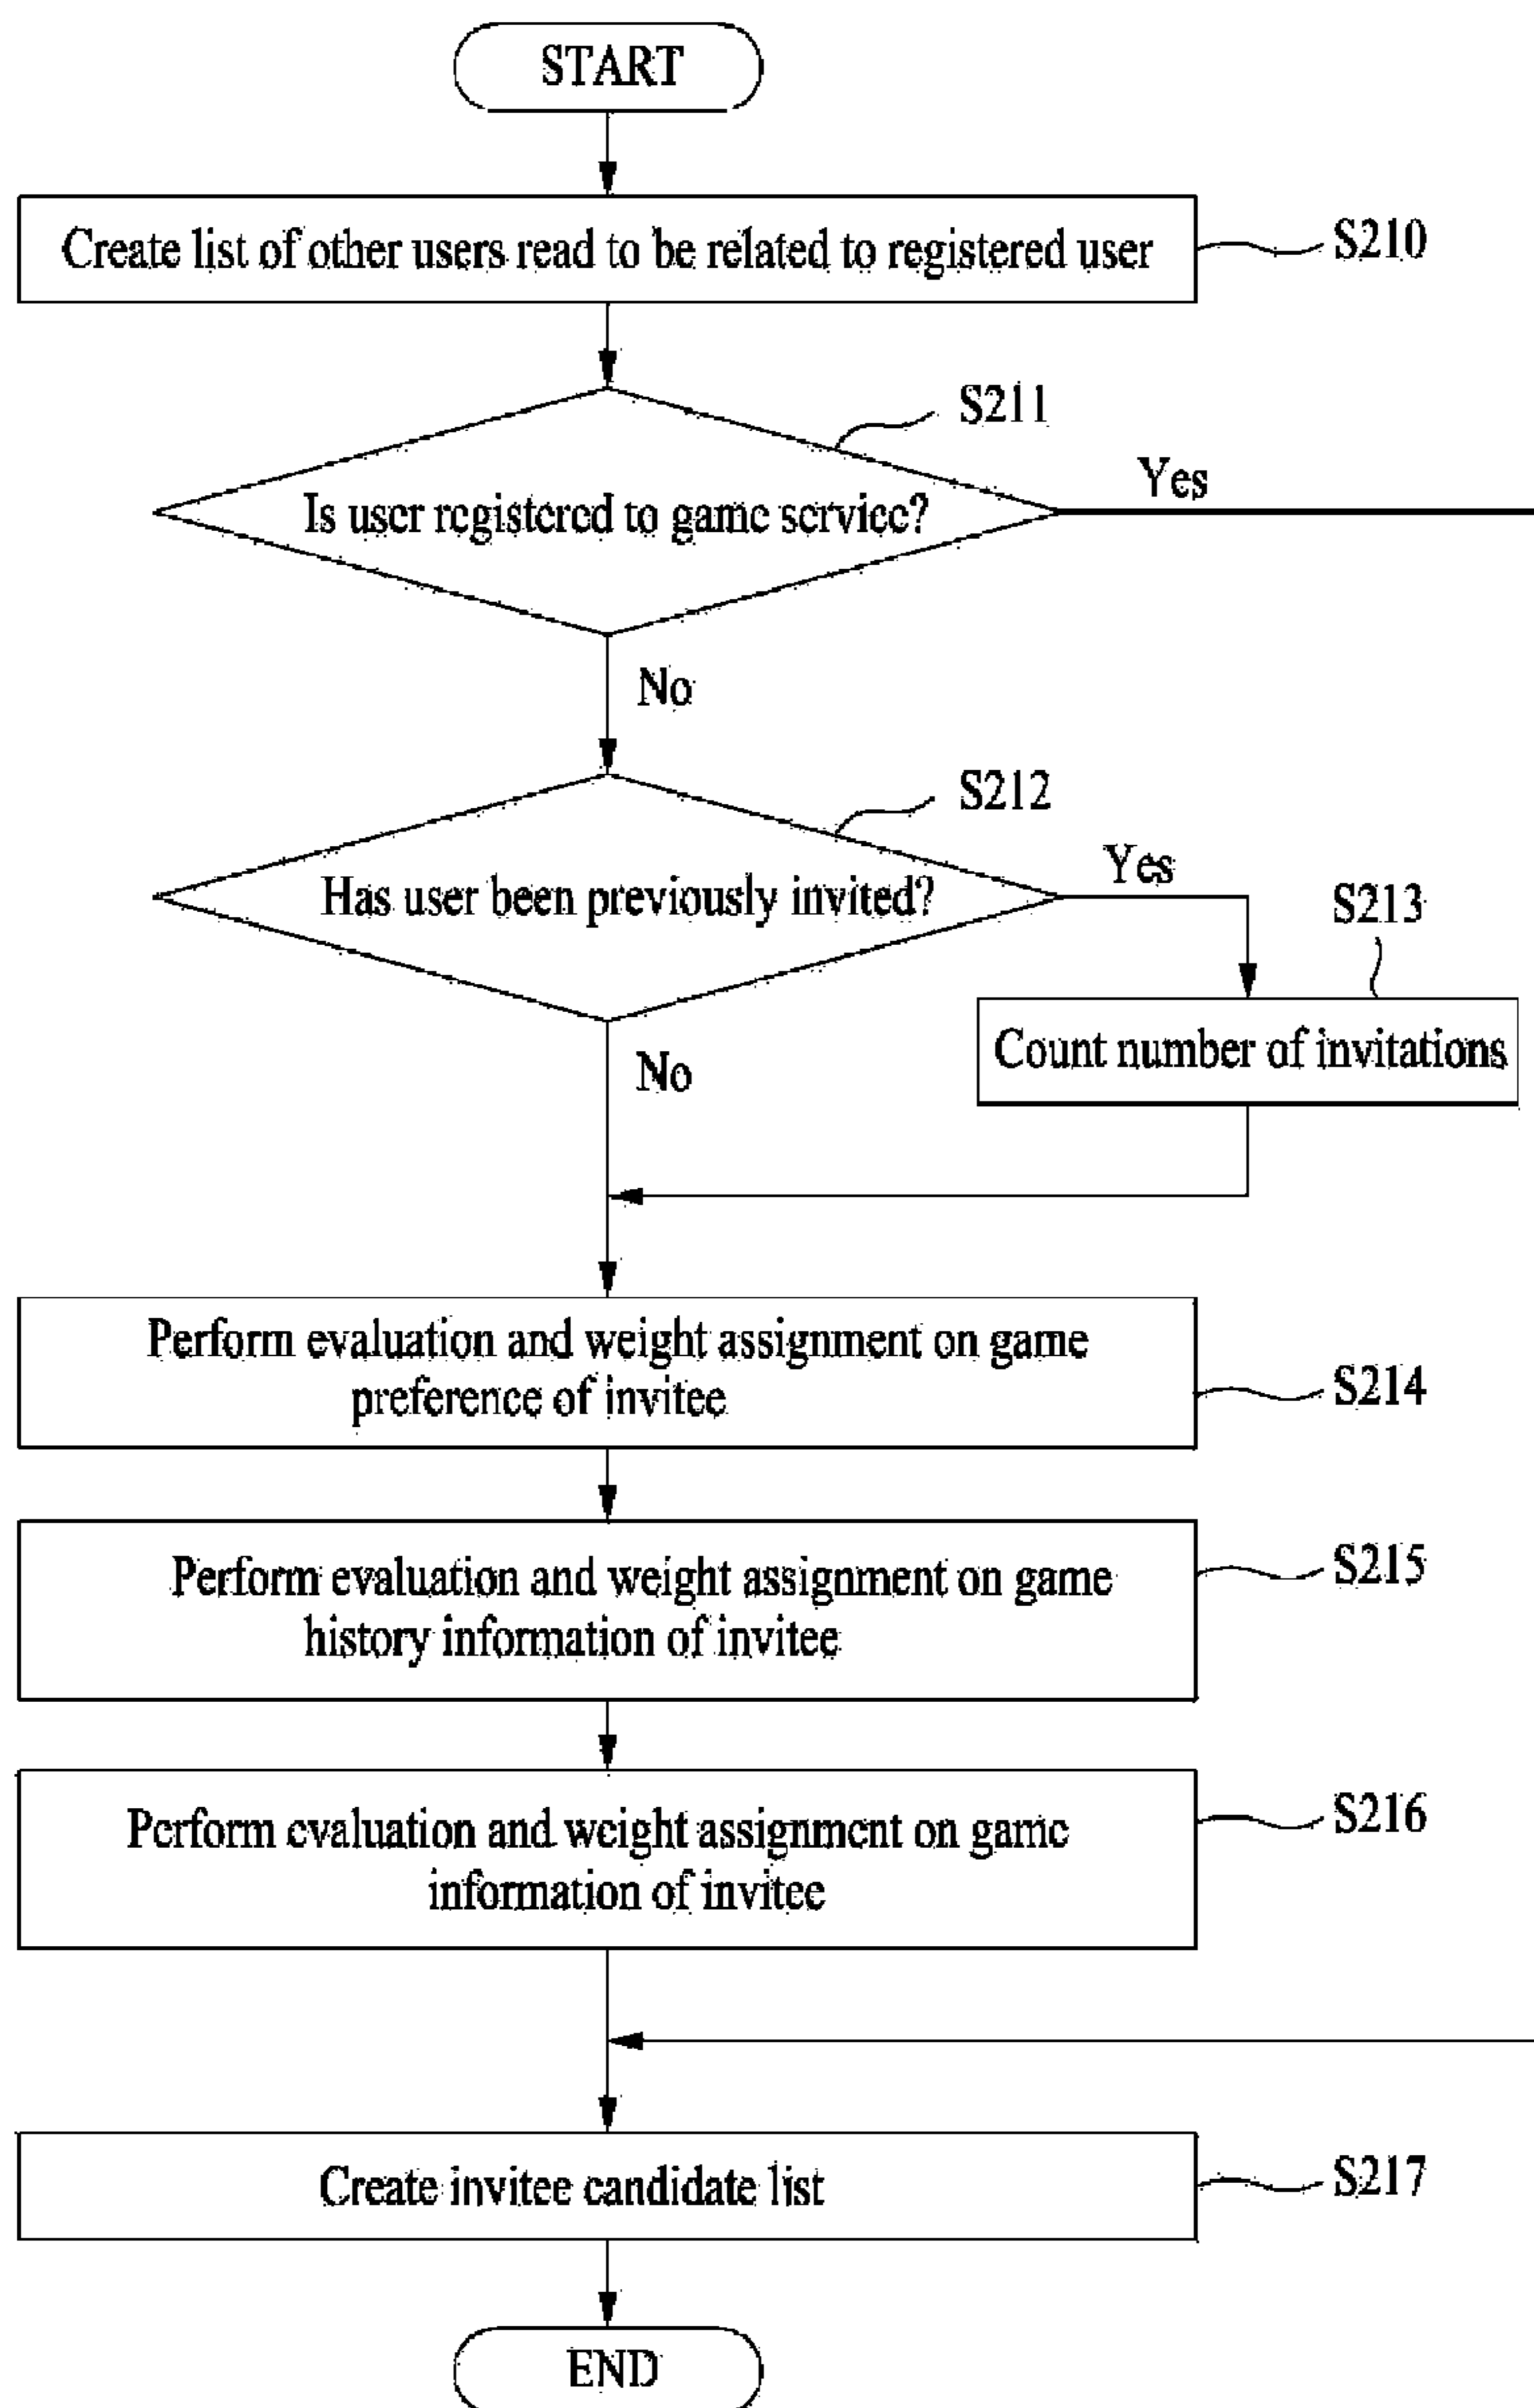 START
Create list of other users read to be related to registered user
S210
S211
Is user registered to game service?
Yes
No
S212
Has user been previously invited?
Yes
S213
Count number of invitations
No
Perform evaluation and weight assignment on game
preference of invitee
S214
Perform evaluation and weight assignment on game
history information of invitee
S215
Perform evaluation and weight assignment on game
information of invitee
S216
Create invitee candidate list
S217
END